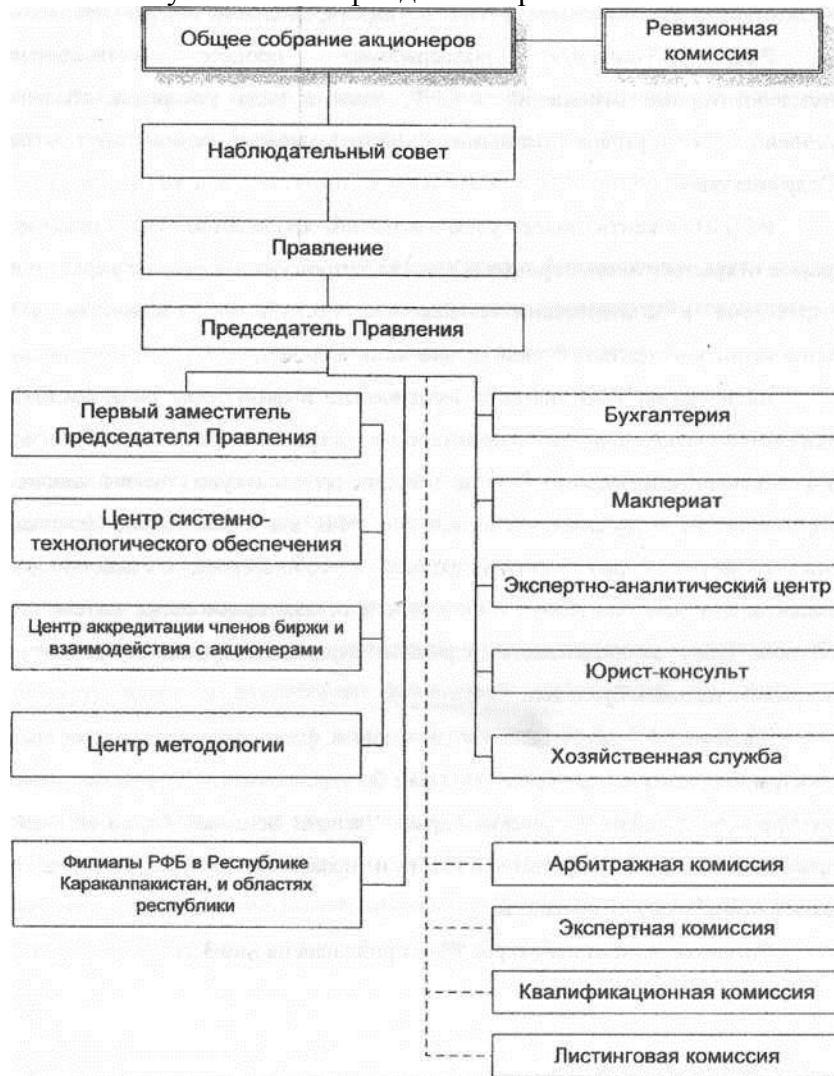 Общее собрание акционеров
Ревизионная
комиссия
Наблюдательный совет
Правление
Председатель Правления
Первый заместитель
Председателя Правления
Центр системно-
технологического обеспечения
Центр аккредитации членов биржи и
взаимодействия с акционерами
Центр методологии
Филиалы РФБ в Республике
Каракалпакистан, и областях
республики
Бухгалтерия
Маклериат
Экспертно-аналитический центр
Юрист-консульт
Хозяйственная служба
Арбитражная комиссия
Экспертная комиссия
Квалификационная комиссия
Листинговая комиссия